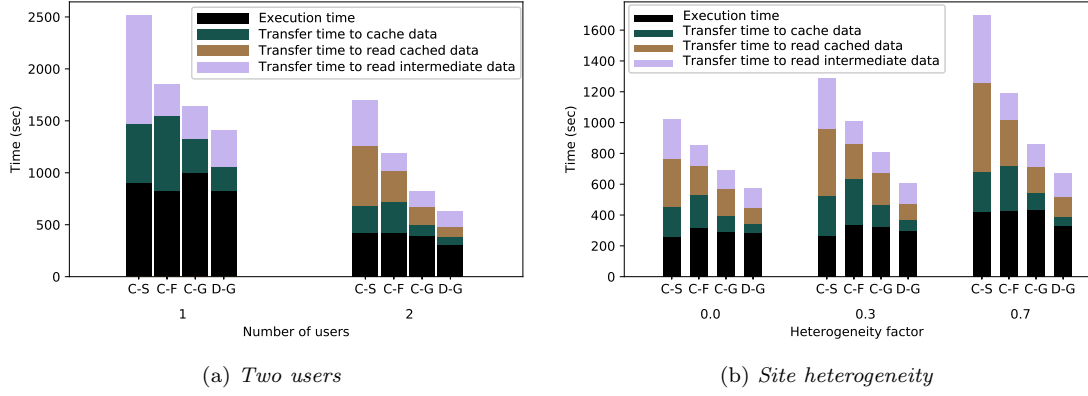 Execution time
Transfer time to cache data
Transfer time to read cached data
Transfer time to read intermediate data
2500
2000
1500
1000
500
0
Time (sec)
C-S C-F C-G D-G C-S C-F C-G D-G
1 2
Number of users
(a) Two users
Execution time
Transfer time to cache data
Transfer time to read cached data
Transfer time to read intermediate data
1600
1400
1200
1000
800
600
400
200
0
Time (sec)
C-S C-F C-G D-G C-S C-F C-G D-G C-S C-F C-G D-G
0.0 0.3 0.7
Heterogeneity factor
(b) Site heterogeneity